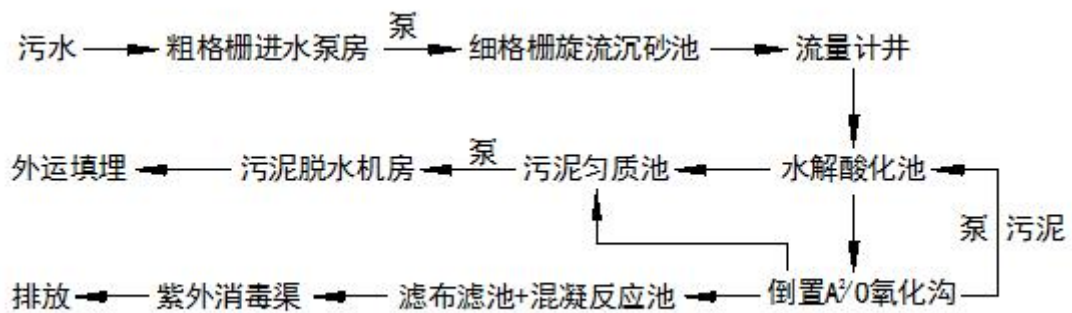 污水 粗格栅进水泵房 泵 细格栅旋流沉砂池 流量计井
外运填埋 污泥脱水机房 泵 污泥匀质池 水解酸化池
泵 污泥
排放 紫外消毒渠 滤布滤池+混凝反应池 倒置A²/O氧化沟